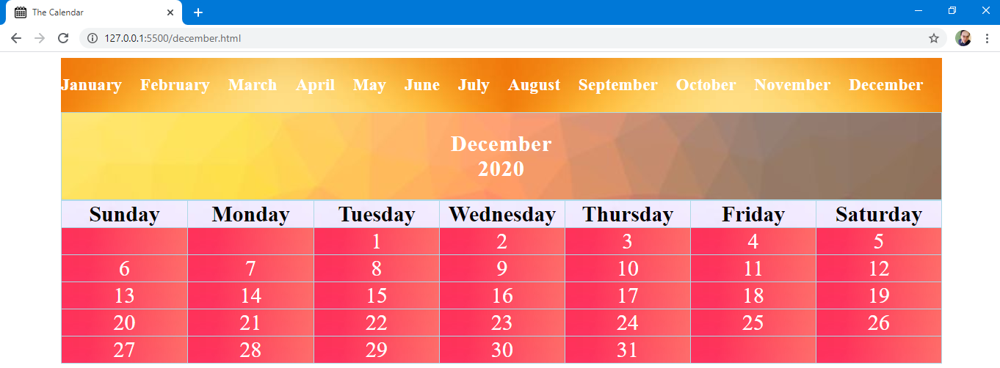 The Calendar
127.0.0.1:5500/december.html
January February March April May June July August September October November December
December
2020
Sunday Monday Tuesday Wednesday Thursday Friday Saturday
1 2 3 4 5
6 7 8 9 10 11 12
13 14 15 16 17 18 19
20 21 22 23 24 25 26
27 28 29 30 31